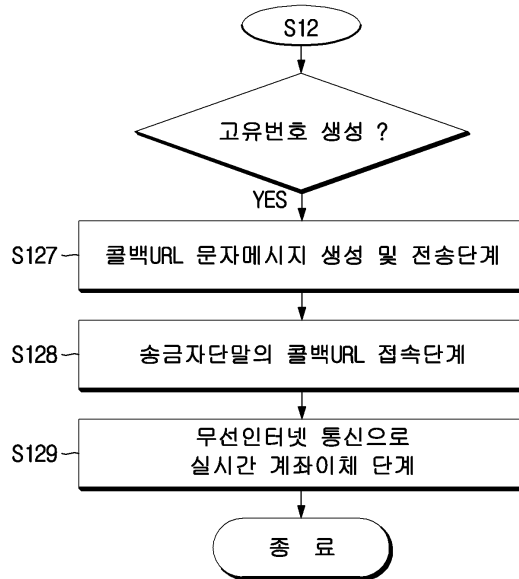 S12
고유번호 생성 ?
YES
S127
콜백URL 문자메시지 생성 및 전송단계
S128
송금자단말의 콜백URL 접속단계
S129
무선인터넷 통신으로
실시간 계좌이체 단계
종 료